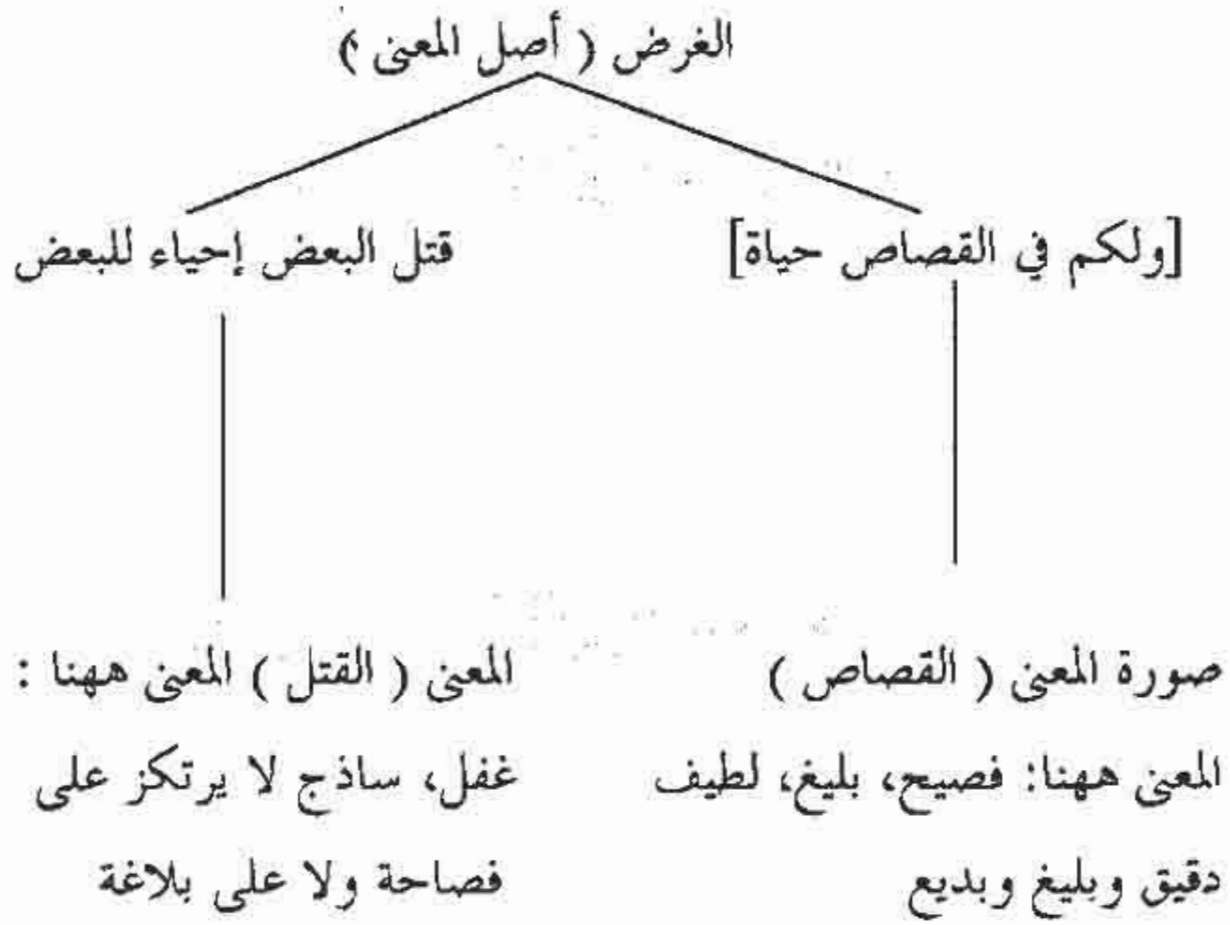 الغرض ( أصل المعنى )
[ولكم في القصاص حياة]
قتل البعض إحياء للبعض
صورة المعنى ( القصاص )
المعنى ههنا: فصيح، بليغ، لطيف
دقيق وبليغ وبديع
المعنى ( القتل ) المعنى ههنا :
غفل، ساذج لا يرتكز على
فصاحة ولا على بلاغة